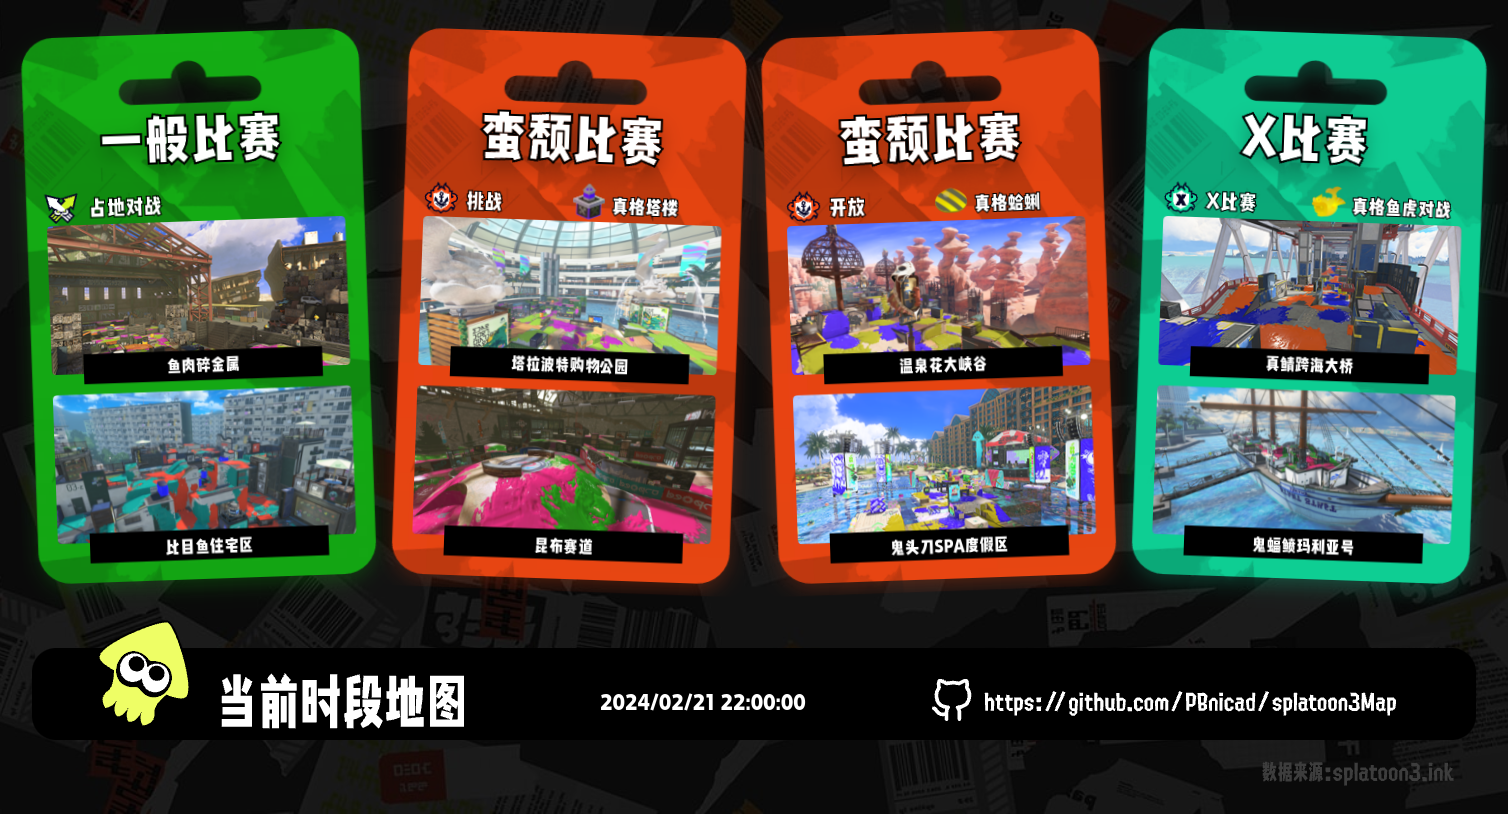 一般比赛
占地对战
鱼肉碎金属
比目鱼住宅区
蛮颓比赛
挑战
真格塔楼
塔拉波特购物公园
昆布赛道
蛮颓比赛
开放
真格蛤蜊
温泉花大峡谷
鬼头刀SPA度假区
X比赛
X比赛
真格鱼虎对战
真鲭跨海大桥
鬼蝠鲼玛利亚号
当前时段地图
2024/02/21 22:00:00
https://github.com/PBnicad/splatoon3Map
数据来源:splatoon3.ink